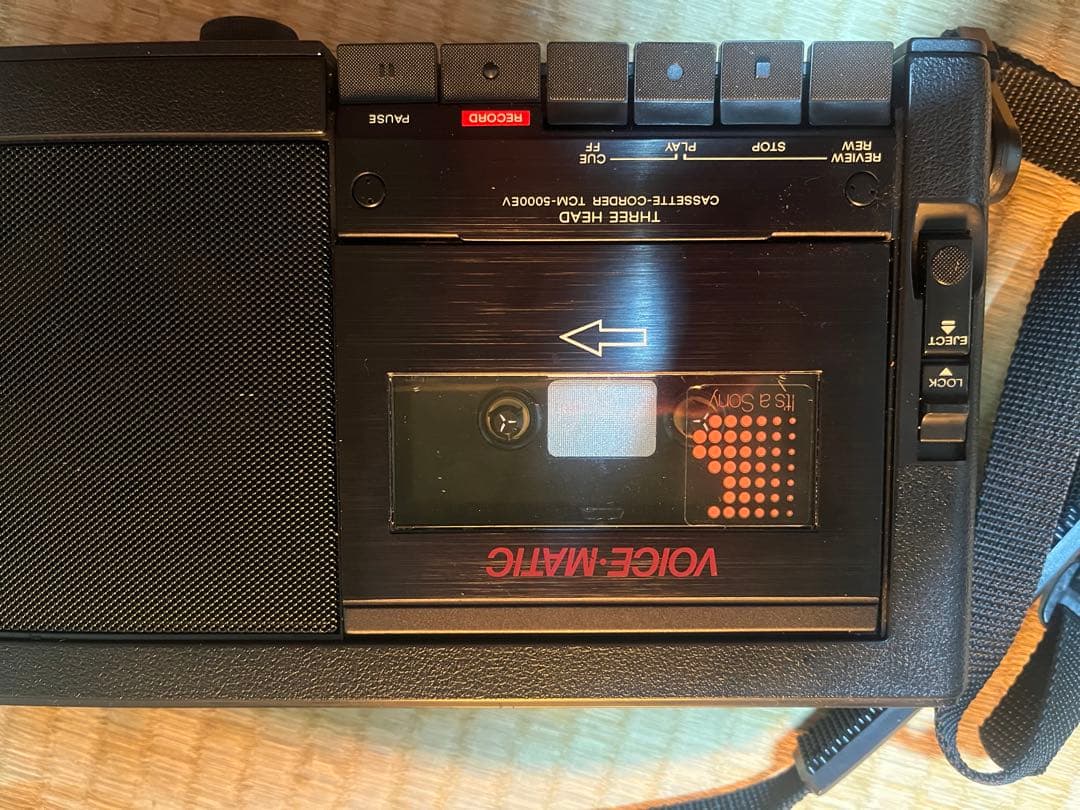 VOICE·MATIC
It's a Sony
THREE HEAD
CASSETTE-CORDER TCM-5000EV
REVIEW
REW
STOP
PLAY
CUE
FF
RECORD
PAUSE
LOCK
EJECT